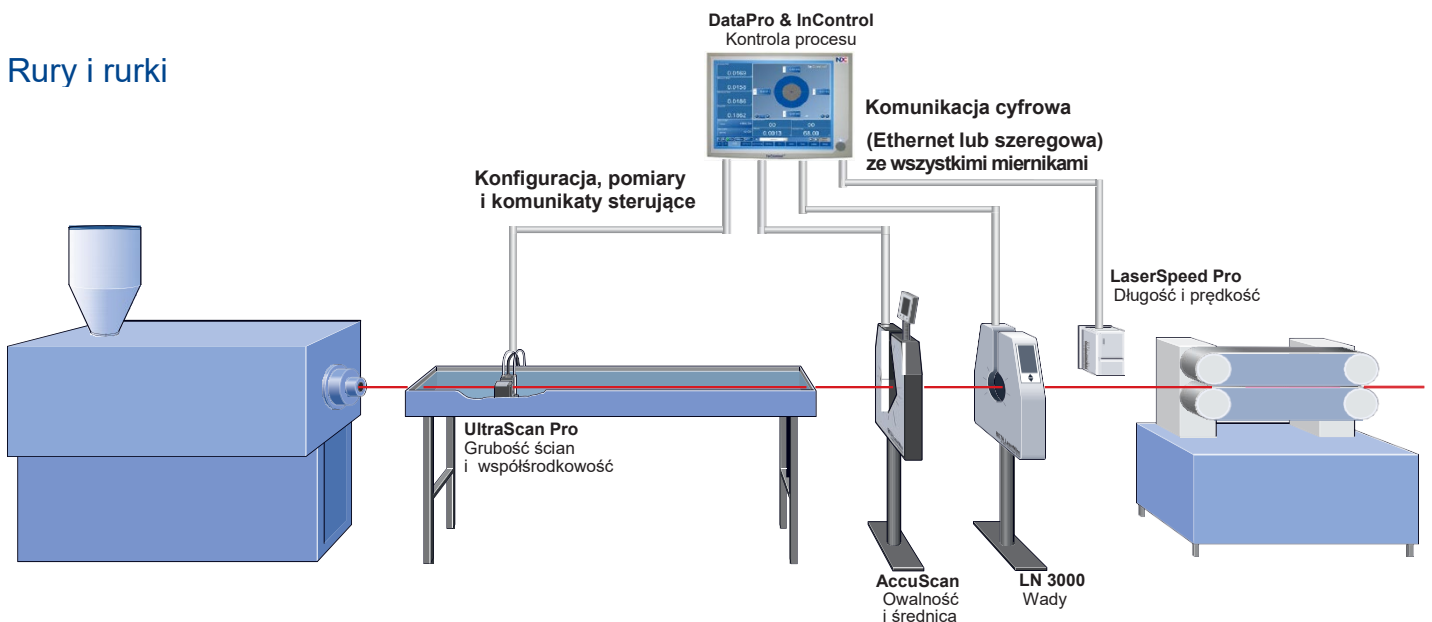 DataPro & InControl
Kontrola procesu
Rury i rurki
Komunikacja cyfrowa
(Ethernet lub szeregowa)
ze wszystkimi miernikami
Konfiguracja, pomiary
i komunikaty sterujące
LaserSpeed Pro
Długość i prędkość
UltraScan Pro
Grubość ścian
i współśrodkowość
AccuScan
Owalność
i średnica
LN 3000
Wady